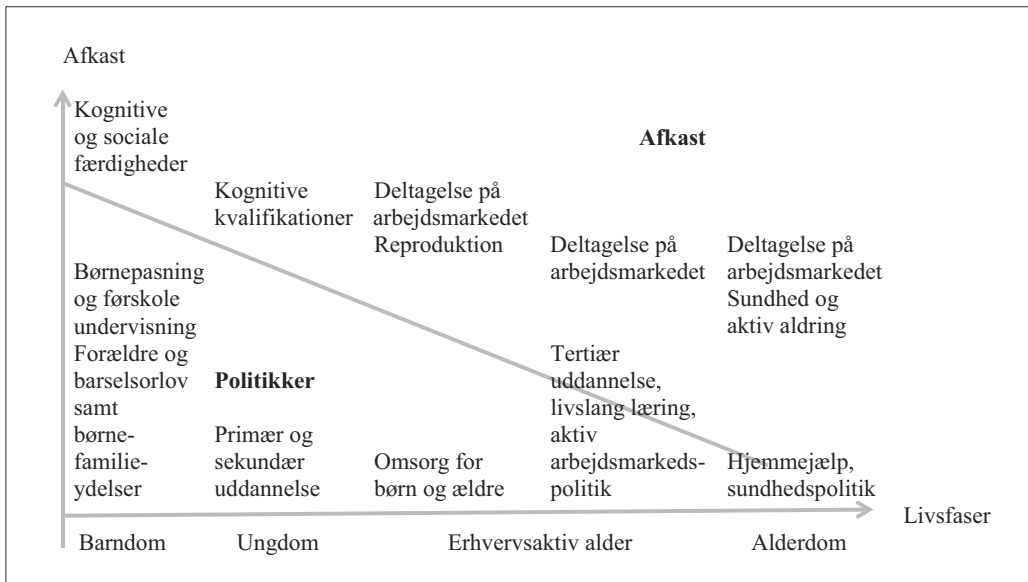 Afkast
Kognitive
og sociale
færdigheder
Afkast
Kognitive
kvalifikationer
Deltagelse på
arbejdsmarkedet
Reproduktion
Deltagelse på
arbejdsmarkedet
Deltagelse på
arbejdsmarkedet
Sundhed og
aktiv aldring
Børnepasning
og førskole
undervisning
Forældre og
barselsorlov
samt
børne-
familie-
ydelser
Politikker
Primær og
sekundær
uddannelse
Omsorg for
børn og ældre
Tertiær
uddannelse,
livslang læring,
aktiv
arbejdsmarkeds-
politik
Hjemmejælp,
sundhedspolitik
Livsfaser
Barndom
Ungdom
Erhvervsaktiv alder
Alderdom